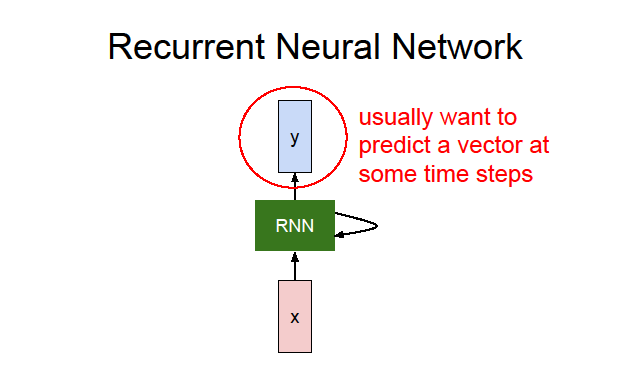 Recurrent Neural Network
y
usually want to
predict a vector at
some time steps
RNN
x